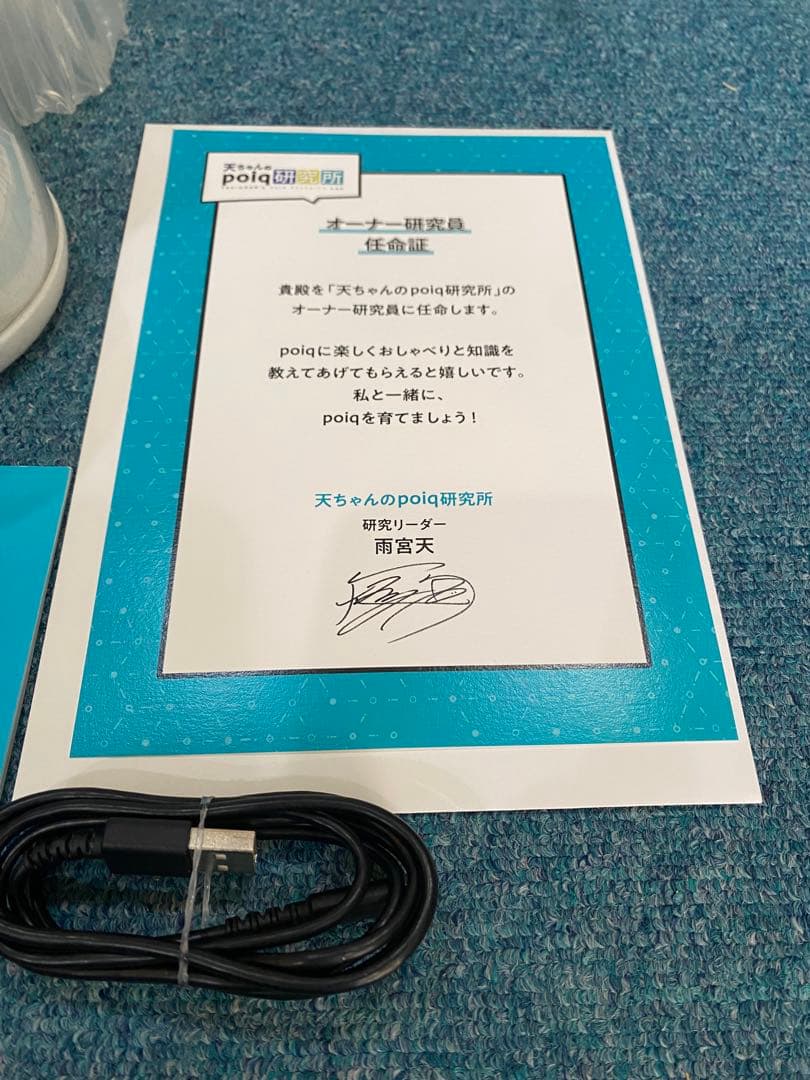 天ちゃんの
poiq研究所
オーナー研究員
任命証
貴殿を「天ちゃんのpoiq研究所」の
オーナー研究員に任命します。
poiqに楽しくおしゃべりと知識を
教えてあげてもらえると嬉しいです。
私と一緒に、
poiqを育てましょう！
天ちゃんのpoiq研究所
研究リーダー
雨宮天